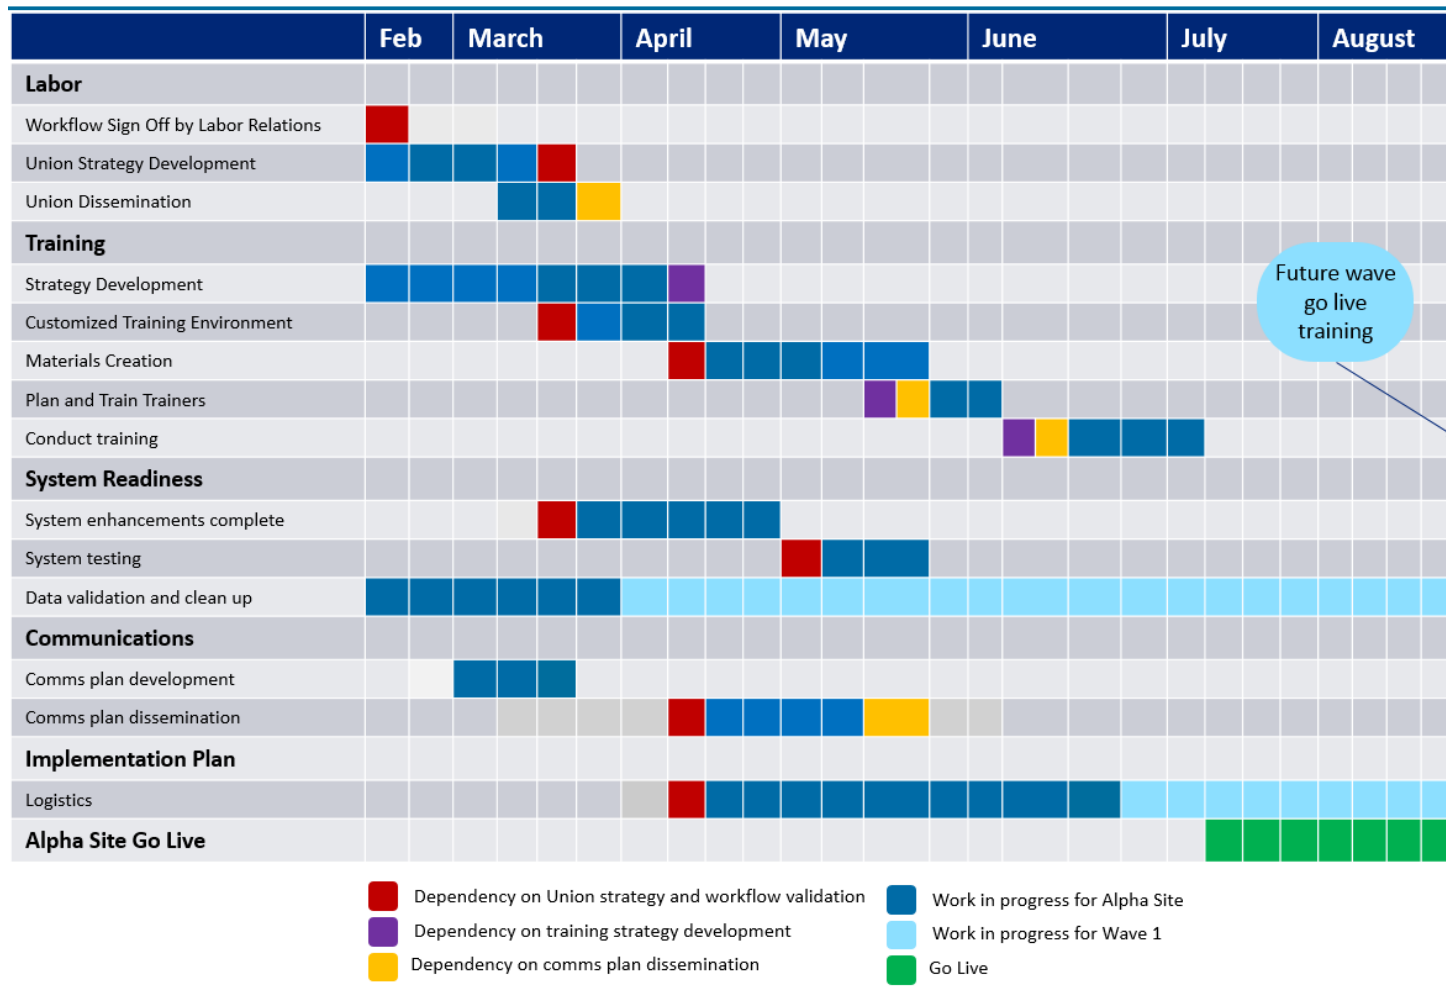 Feb March April May June July August
Labor
Workflow Sign Off by Labor Relations
Union Strategy Development
Union Dissemination
Training
Strategy Development
Customized Training Environment
Materials Creation
Plan and Train Trainers
Conduct training
Future wave
go live
training
System Readiness
System enhancements complete
System testing
Data validation and clean up
Communications
Comms plan development
Comms plan dissemination
Implementation Plan
Logistics
Alpha Site Go Live
Dependency on Union strategy and workflow validation
Dependency on training strategy development
Dependency on comms plan dissemination
Work in progress for Alpha Site
Work in progress for Wave 1
Go Live